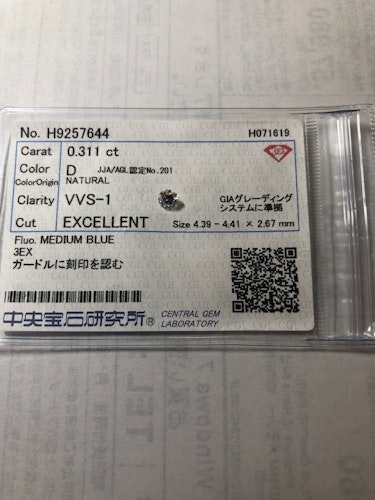 No. H9257644 H071619
Carat 0.311 ct
Color D JJA/AGL認定No.201
ColorOrigin NATURAL
Clarity VVS-1 GIAグレーディング
システムに準拠
Cut EXCELLENT Size 4.39 - 4.41 × 2.67 mm
Fluo. MEDIUM BLUE
3EX
ガードルに刻印を認む
中央宝石研究所® CENTRAL GEM
LABORATORY